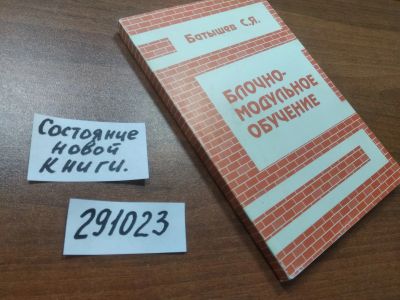 Батышев С.Я.
БЛОЧНО-
МОДУЛЬНОЕ
ОБУЧЕНИЕ
Состояние
новой
книги.
291023